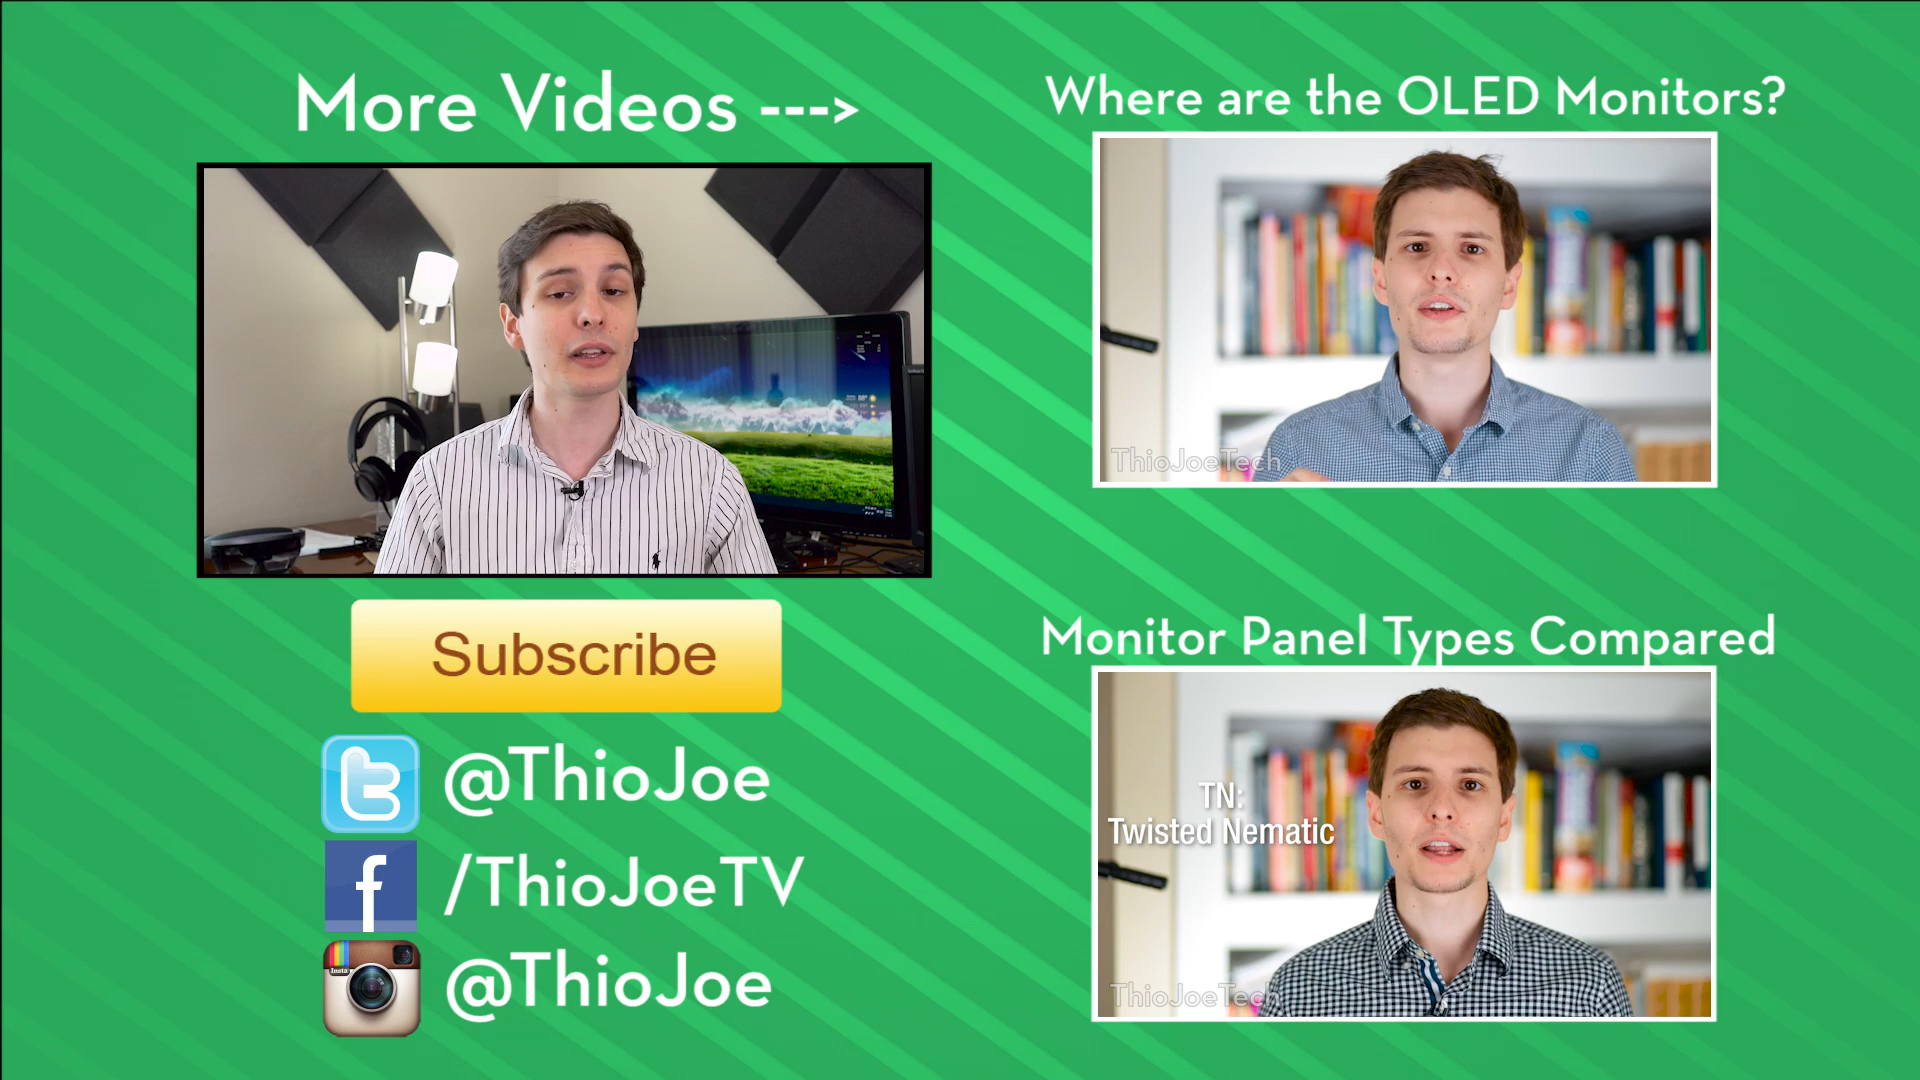 More Videos --->
Subscribe
@ThioJoe
/ThioJoeTV
Insta
@ThioJoe
Where are the OLED Monitors?
ThioJoeTech
Monitor Panel Types Compared
TN:
Twisted Nematic
ThioJoeTech